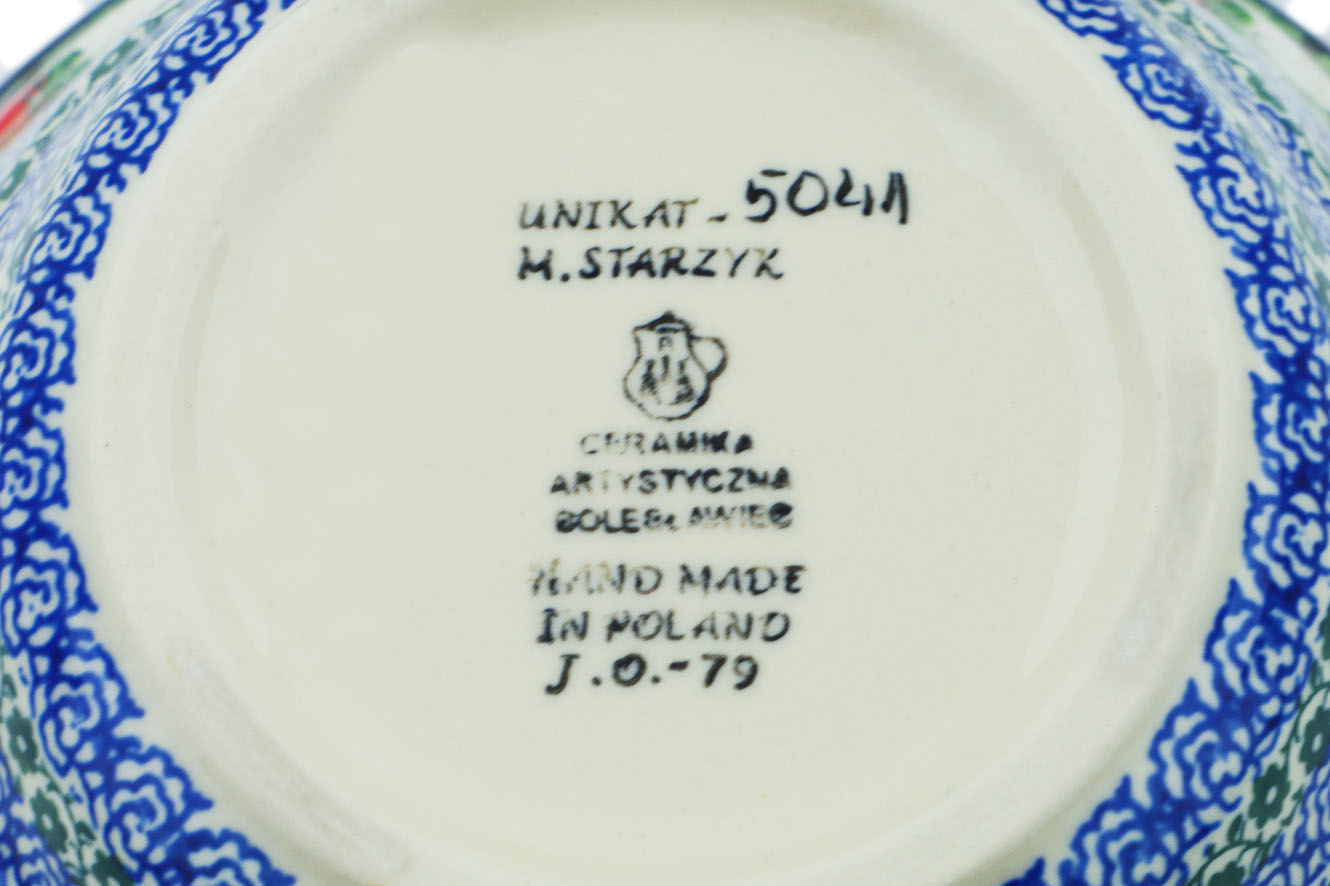 UNIKAT - 5041
M. STARZYK
CERAMIKA
ARTYSTYCZNA
BOLESŁAWIEC
HAND MADE
IN POLAND
J.O.-79